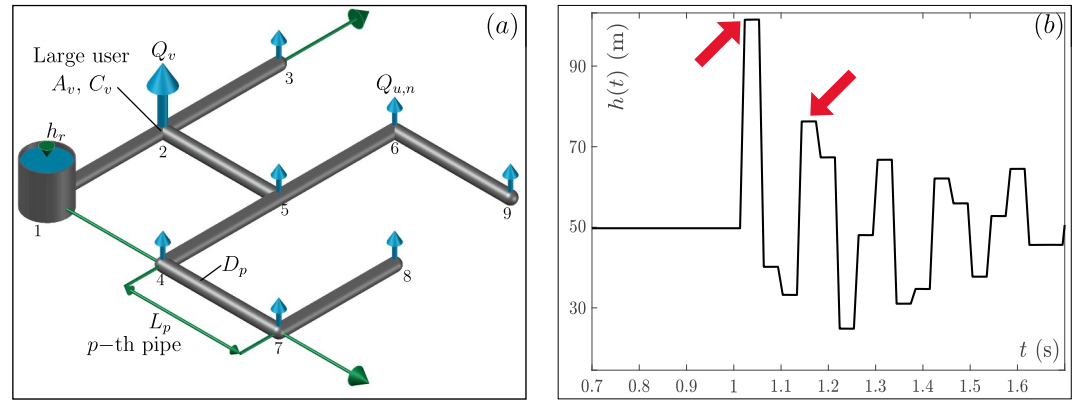 (a)
Large user
A_v, C_v
Q_v
3
h_r
Q_{u,n}
2
6
1
5
9
4
D_p
8
L_p
p−th pipe
7
(b)
h(t) (m)
90
70
50
30
t (s)
0.7 0.8 0.9 1 1.1 1.2 1.3 1.4 1.5 1.6